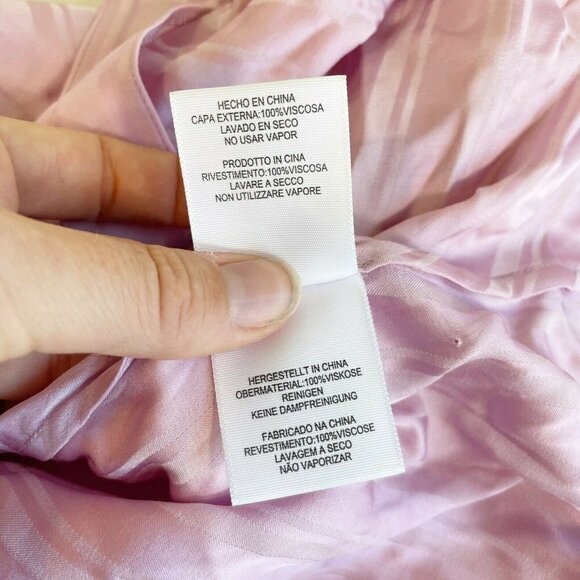 HECHO EN CHINA
CAPA EXTERNA:100%VISCOSA
LAVADO EN SECO
NO USAR VAPOR
PRODOTTO IN CINA
RIVESTIMENTO:100%VISCOSA
LAVARE A SECCO
NON UTILIZZARE VAPORE
HERGESTELLT IN CHINA
OBERMATERIAL:100%VISKOSE
REINIGEN
KEINE DAMPFREINIGUNG
FABRICADO NA CHINA
REVESTIMENTO:100%VISCOSE
LAVAGEM A SECO
NÃO VAPORIZAR